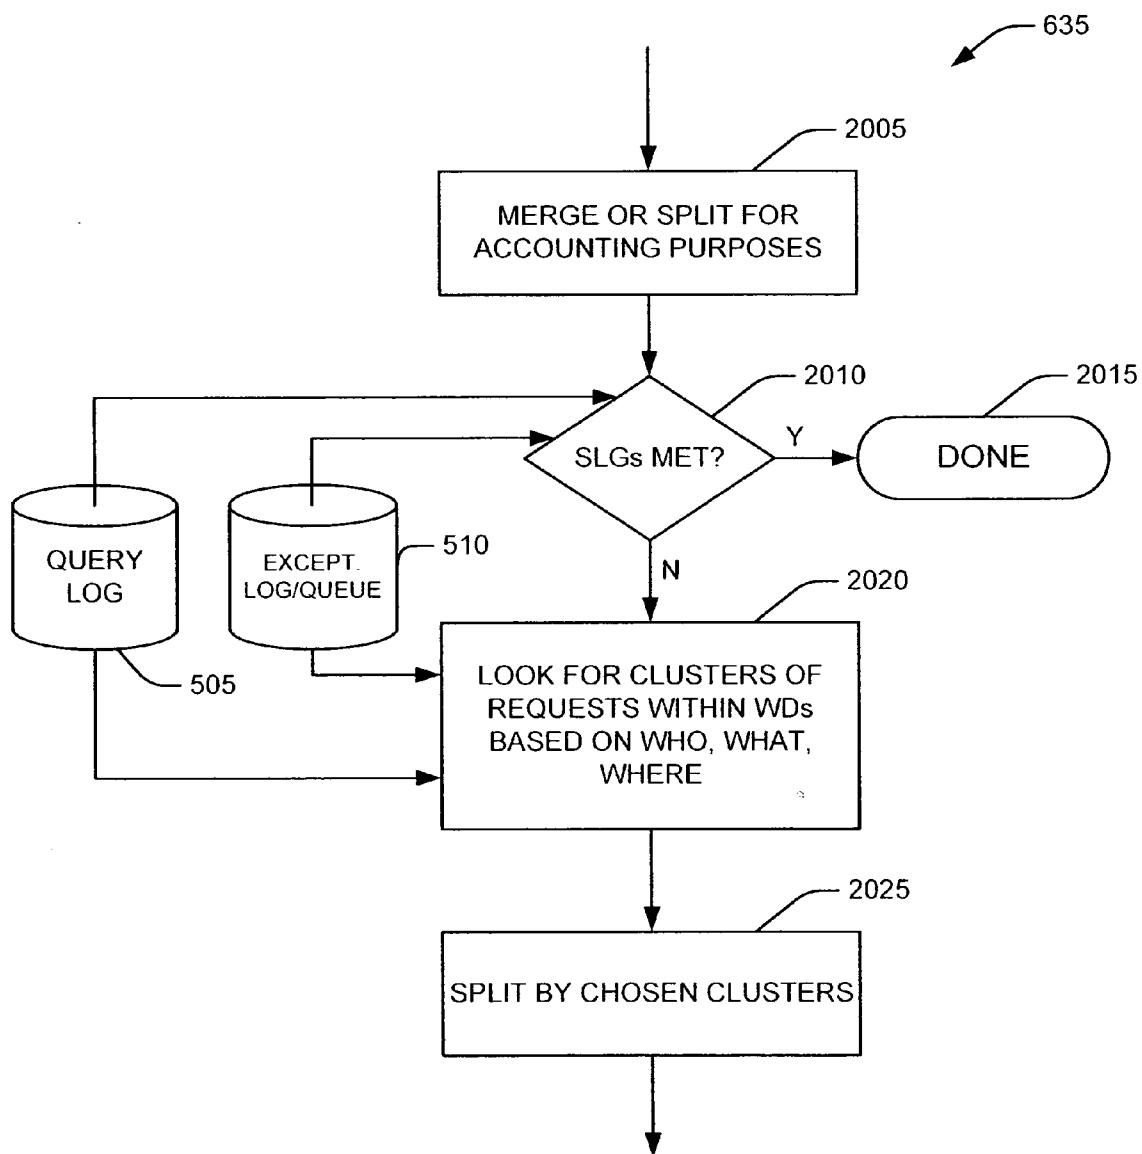 635
2005
MERGE OR SPLIT FOR
ACCOUNTING PURPOSES
2010
2015
SLGs MET?
Y
DONE
QUERY
LOG
EXCEPT.
LOG/QUEUE
510
505
N
2020
LOOK FOR CLUSTERS OF
REQUESTS WITHIN WDs
BASED ON WHO, WHAT,
WHERE
2025
SPLIT BY CHOSEN CLUSTERS